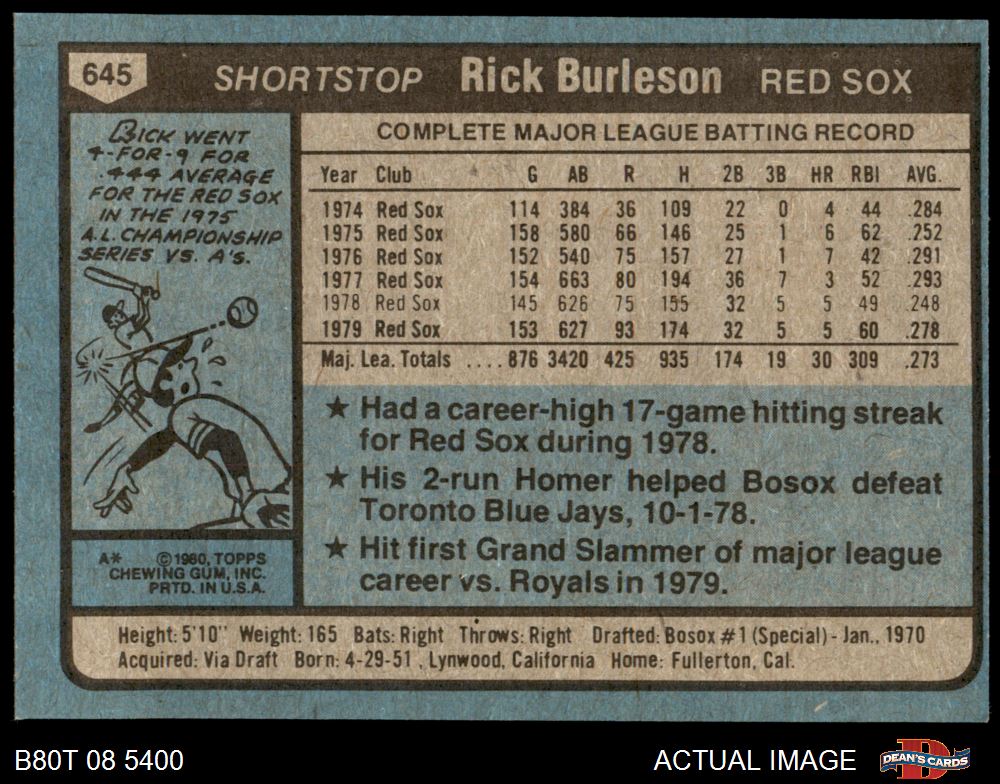 645 SHORTSTOP Rick Burleson RED SOX
RICK WENT
4-FOR-9 FOR
.444 AVERAGE
FOR THE RED SOX
IN THE 1975
A.L. CHAMPIONSHIP
SERIES VS. A's.
COMPLETE MAJOR LEAGUE BATTING RECORD
Year Club G AB R H 2B 3B HR RBI AVG.
1974 Red Sox 114 384 36 109 22 0 4 44 .284
1975 Red Sox 158 580 66 146 25 1 6 62 .252
1976 Red Sox 152 540 75 157 27 1 7 42 .291
1977 Red Sox 154 663 80 194 36 7 3 52 .293
1978 Red Sox 145 626 75 155 32 5 5 49 .248
1979 Red Sox 153 627 93 174 32 5 5 60 .278
Maj. Lea. Totals .... 876 3420 425 935 174 19 30 309 .273
★ Had a career-high 17-game hitting streak
for Red Sox during 1978.
★ His 2-run Homer helped Bosox defeat
Toronto Blue Jays, 10-1-78.
★ Hit first Grand Slammer of major league
career vs. Royals in 1979.
A* © 1980, TOPPS
CHEWING GUM, INC.
PRTD. IN U.S.A.
Height: 5'10" Weight: 165 Bats: Right Throws: Right Drafted: Bosox #1 (Special) - Jan., 1970
Acquired: Via Draft Born: 4-29-51, Lynwood, California Home: Fullerton, Cal.
B80T 08 5400 ACTUAL IMAGE DEAN'S CARDS